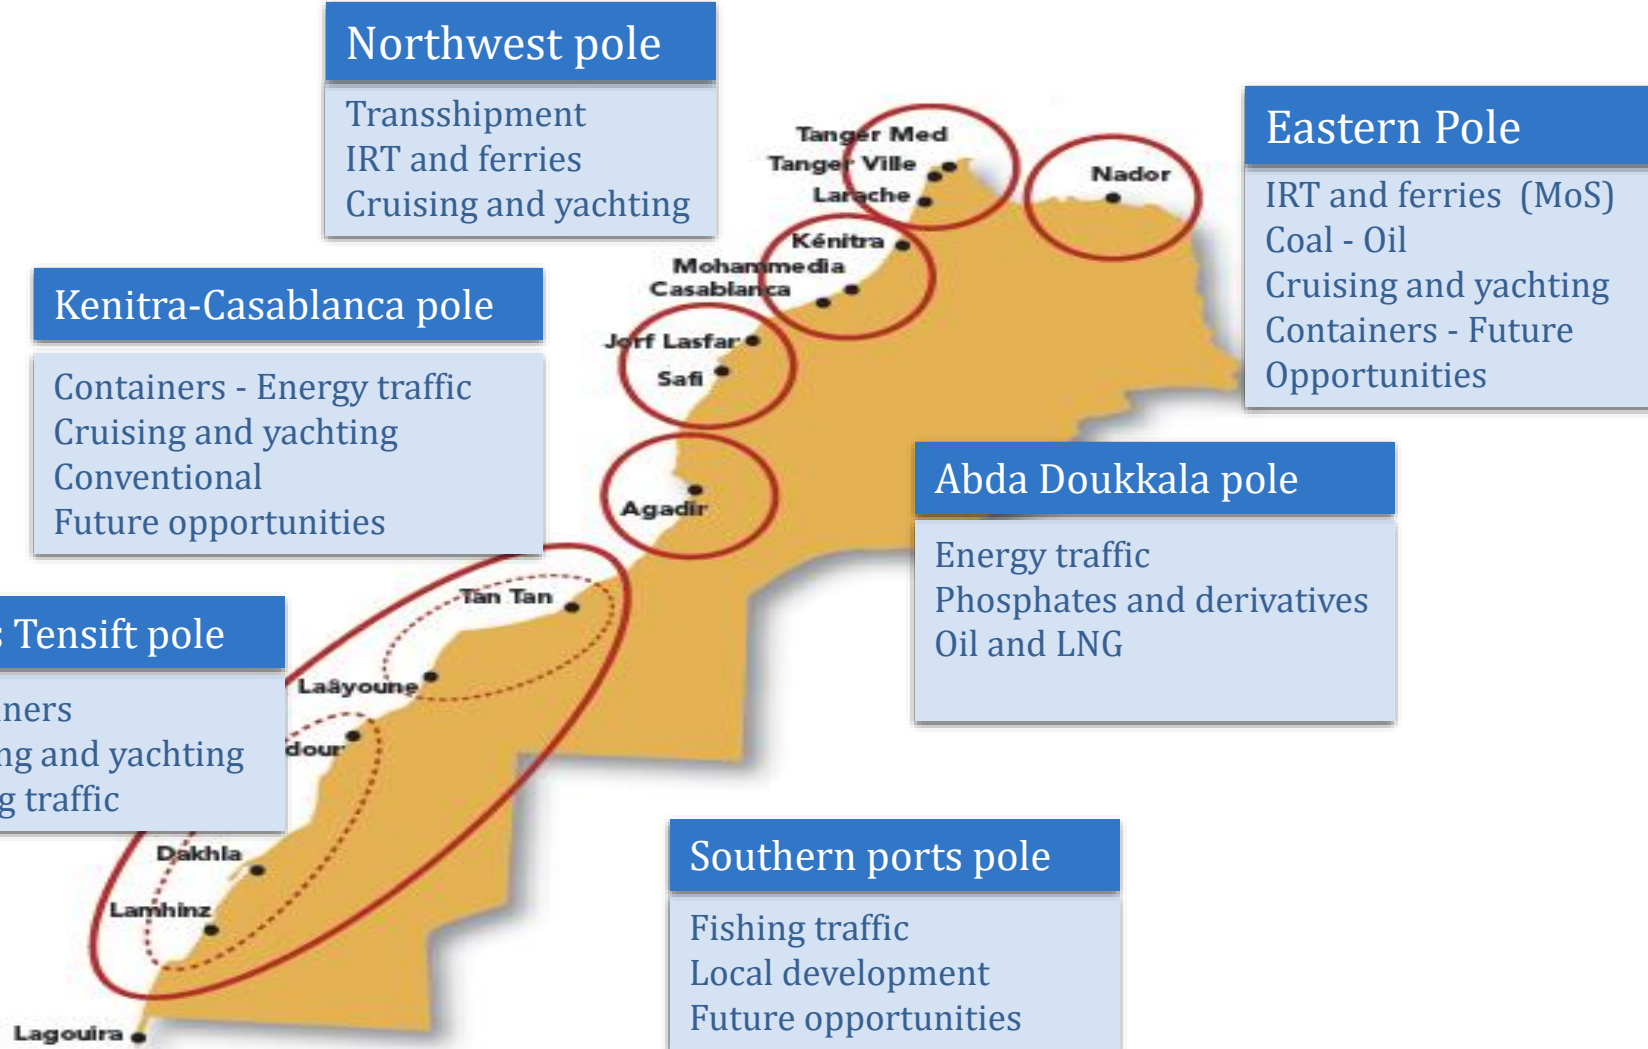 Northwest pole
Transshipment
IRT and ferries
Cruising and yachting
Eastern Pole
IRT and ferries  (MoS)
Coal - Oil
Cruising and yachting
Containers - Future
Opportunities
Kenitra-Casablanca pole
Containers - Energy traffic
Cruising and yachting
Conventional
Future opportunities
Abda Doukkala pole
Energy traffic
Phosphates and derivatives
Oil and LNG
Tensift pole
and yachting
traffic
Southern ports pole
Fishing traffic
Local development
Future opportunities
Tanger Med
Tanger Ville
Larache
Nador
Kénitra
Mohammedia
Casablanca
Jorf Lasfar
Safi
Agadir
Tan Tan
Laâyoune
Dakhla
Lamhinz
Lagouira